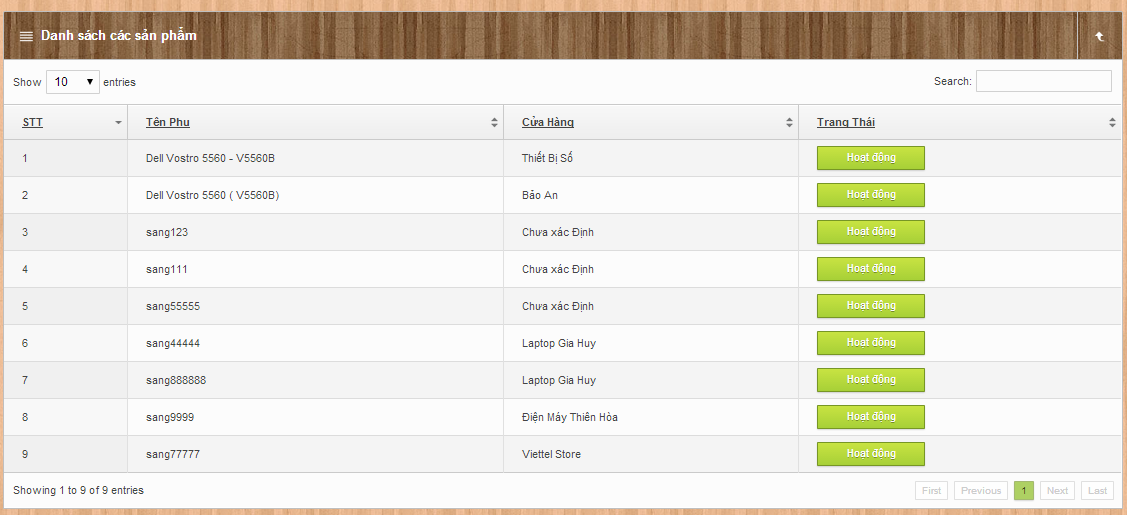 Danh sách các sản phẩm
Show 10 entries Search:
STT Tên Phu Cửa Hàng Trang Thái
1 Dell Vostro 5560 - V5560B Thiết Bị Số Hoạt động
2 Dell Vostro 5560 ( V5560B) Bảo An Hoạt động
3 sang123 Chưa xác Định Hoạt động
4 sang111 Chưa xác Định Hoạt động
5 sang55555 Chưa xác Định Hoạt động
6 sang44444 Laptop Gia Huy Hoạt động
7 sang888888 Laptop Gia Huy Hoạt động
8 sang9999 Điện Máy Thiên Hòa Hoạt động
9 sang77777 Viettel Store Hoạt động
Showing 1 to 9 of 9 entries First Previous 1 Next Last